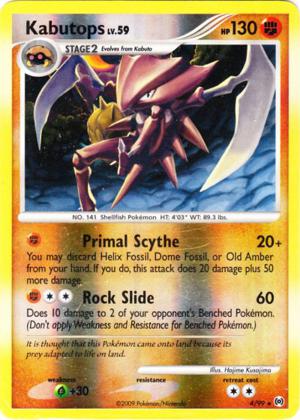 Kabutops LV.59 HP 130
STAGE2 Evolves from Kabuto
NO. 141 Shellfish Pokémon HT: 4'03" WT: 89.3 lbs.
Primal Scythe 20+
You may discard Helix Fossil, Dome Fossil, or Old Amber
from your hand. If you do, this attack does 20 damage plus 50
more damage.
Rock Slide 60
Does 10 damage to 2 of your opponent's Benched Pokémon.
(Don't apply Weakness and Resistance for Benched Pokémon.)
It is thought that this Pokémon came onto land because its
prey adapted to life on land.
Illus. Hajime Kusajima
weakness resistance retreat cost
+30
©2009 Pokémon/Nintendo 4/99